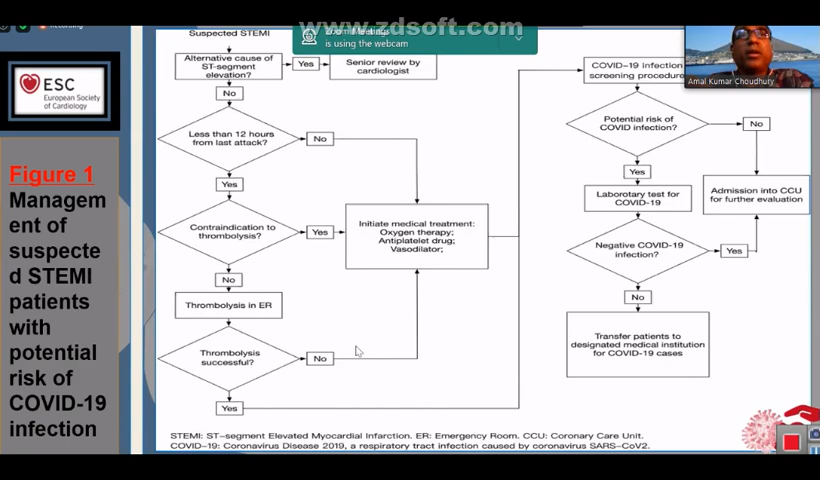 www.zdsoft.com
Recording
Zoom Meetings
is using the webcam
Amal Kumar Choudhury
ESC
European Society
of Cardiology
Figure 1
Managem
ent of
suspecte
d STEMI
patients
with
potential
risk of
COVID-19
infection
Suspected STEMI
Alternative cause of
ST-segment
elevation?
Yes
Senior review by
cardiologist
No
Less than 12 hours
from last attack?
No
Yes
Contraindication to
thrombolysis?
Yes
Initiate medical treatment:
Oxygen therapy;
Antiplatelet drug;
Vasodilator;
No
Thrombolysis in ER
Thrombolysis
successful?
No
Yes
COVID-19 infection
screening procedure
Potential risk of
COVID infection?
No
Yes
Laborotary test for
COVID-19
Admission into CCU
for further evaluation
Negative COVID-19
infection?
Yes
No
Transfer patients to
designated medical institution
for COVID-19 cases
STEMI: ST-segment Elevated Myocardial Infarction. ER: Emergency Room. CCU: Coronary Care Unit.
COVID-19: Coronavirus Disease 2019, a respiratory tract infection caused by coronavirus SARS-CoV2.